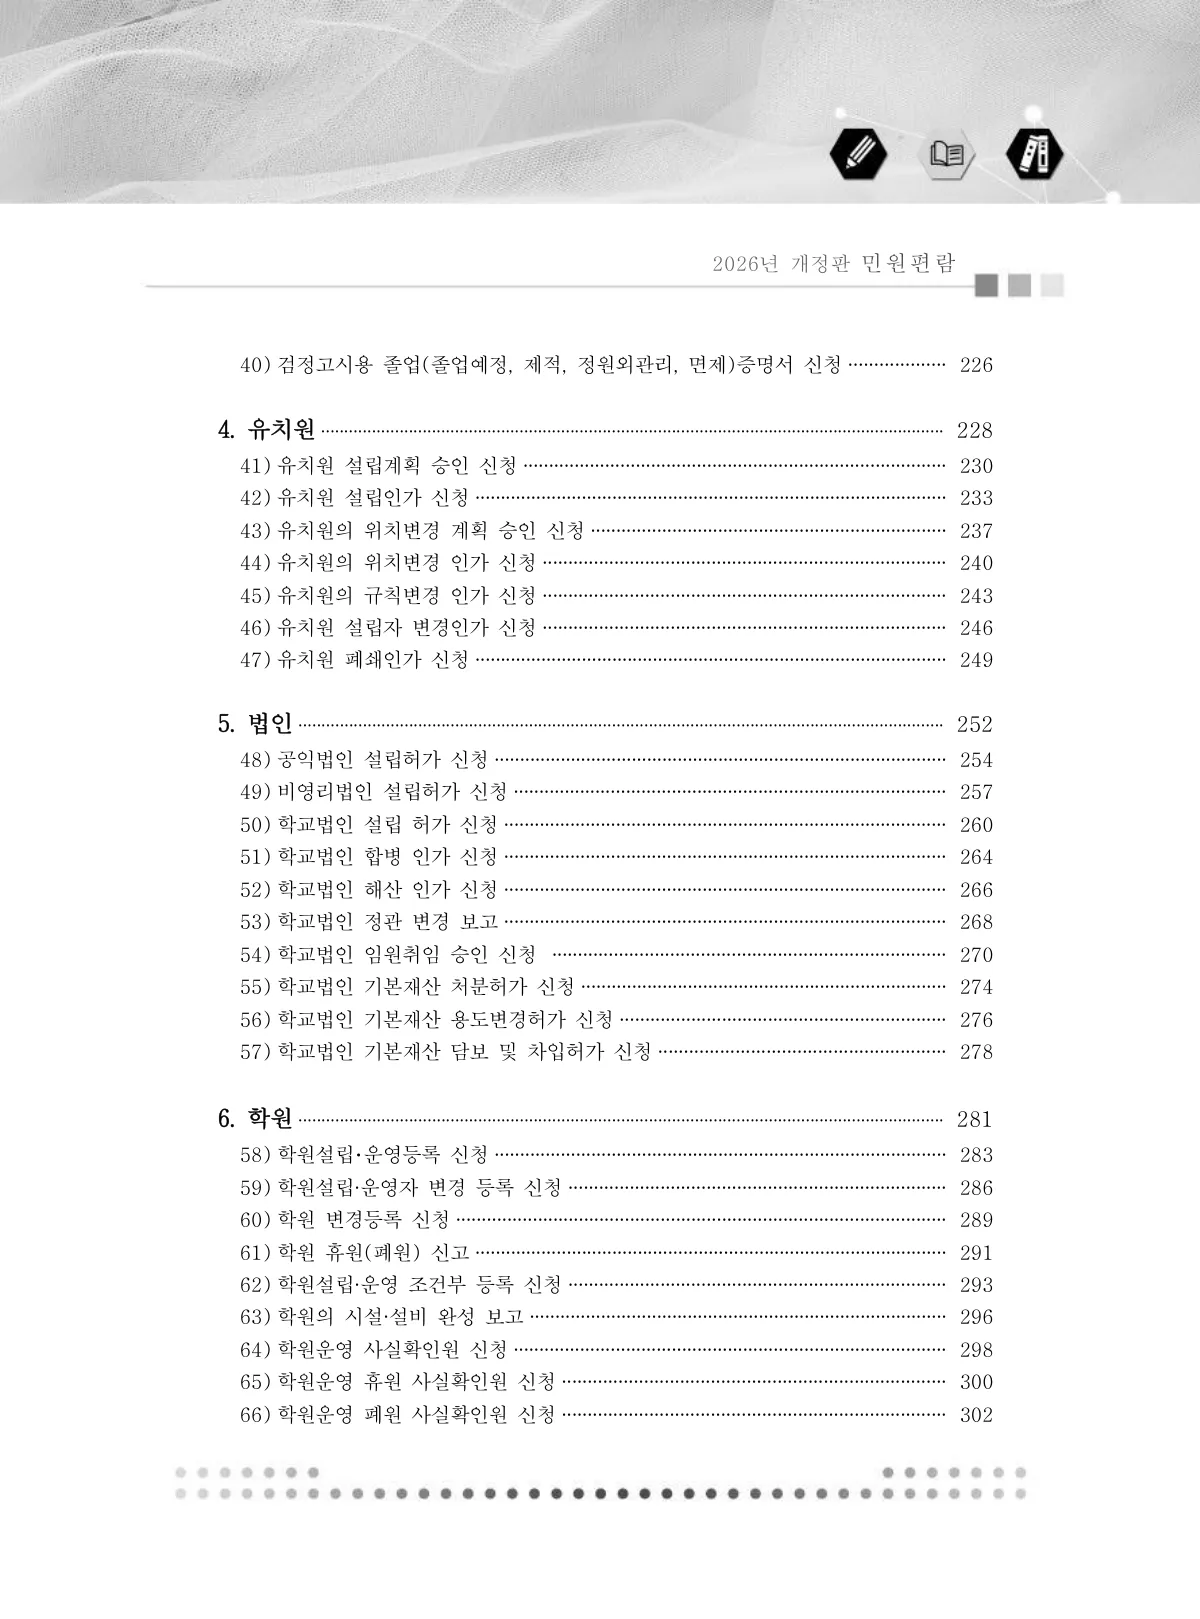 2026년 개정판 민원편람
40) 검정고시용 졸업(졸업예정, 제적, 정원외관리, 면제)증명서 신청 ··················· 226
4. 유치원 ··················· 228
41) 유치원 설립계획 승인 신청 ··················· 230
42) 유치원 설립인가 신청 ··················· 233
43) 유치원의 위치변경 계획 승인 신청 ··················· 237
44) 유치원의 위치변경 인가 신청 ··················· 240
45) 유치원의 규칙변경 인가 신청 ··················· 243
46) 유치원 설립자 변경인가 신청 ··················· 246
47) 유치원 폐쇄인가 신청 ··················· 249
5. 법인 ··················· 252
48) 공익법인 설립허가 신청 ··················· 254
49) 비영리법인 설립허가 신청 ··················· 257
50) 학교법인 설립 허가 신청 ··················· 260
51) 학교법인 합병 인가 신청 ··················· 264
52) 학교법인 해산 인가 신청 ··················· 266
53) 학교법인 정관 변경 보고 ··················· 268
54) 학교법인 임원취임 승인 신청 ··················· 270
55) 학교법인 기본재산 처분허가 신청 ··················· 274
56) 학교법인 기본재산 용도변경허가 신청 ··················· 276
57) 학교법인 기본재산 담보 및 차입허가 신청 ··················· 278
6. 학원 ··················· 281
58) 학원설립·운영등록 신청 ··················· 283
59) 학원설립·운영자 변경 등록 신청 ··················· 286
60) 학원 변경등록 신청 ··················· 289
61) 학원 휴원(폐원) 신고 ··················· 291
62) 학원설립·운영 조건부 등록 신청 ··················· 293
63) 학원의 시설·설비 완성 보고 ··················· 296
64) 학원운영 사실확인원 신청 ··················· 298
65) 학원운영 휴원 사실확인원 신청 ··················· 300
66) 학원운영 폐원 사실확인원 신청 ··················· 302